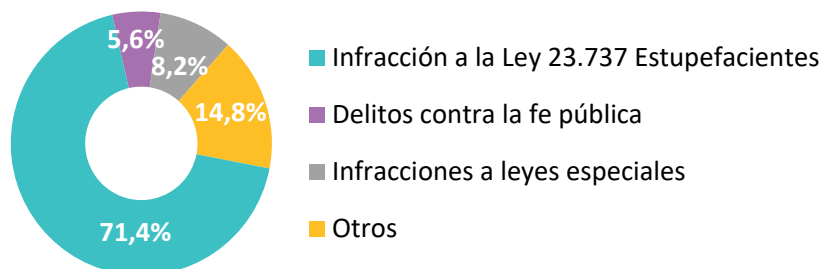 5,6%
8,2%
14,8%
71,4%
Infracción a la Ley 23.737 Estupefacientes
Delitos contra la fe pública
Infracciones a leyes especiales
Otros